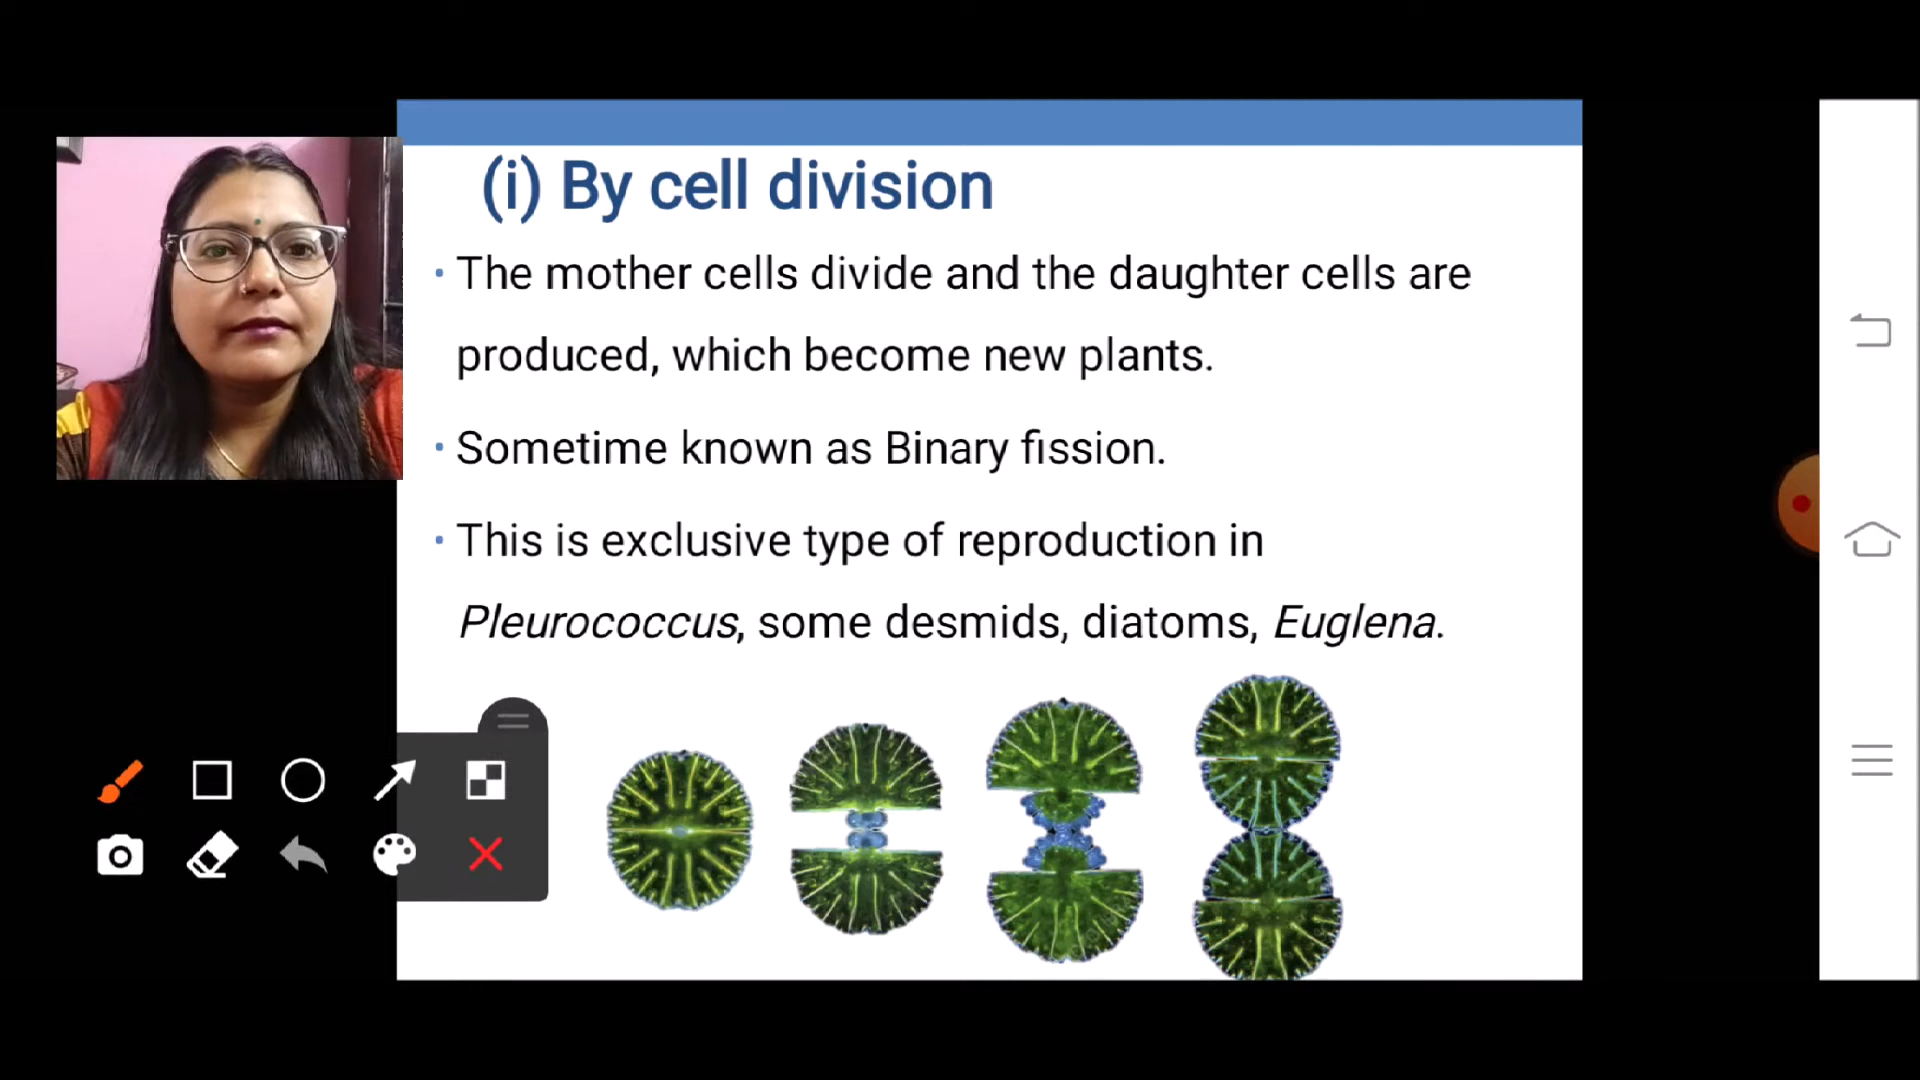 (i) By cell division
• The mother cells divide and the daughter cells are
produced, which become new plants.
• Sometime known as Binary fission.
• This is exclusive type of reproduction in
Pleurococcus, some desmids, diatoms, Euglena.